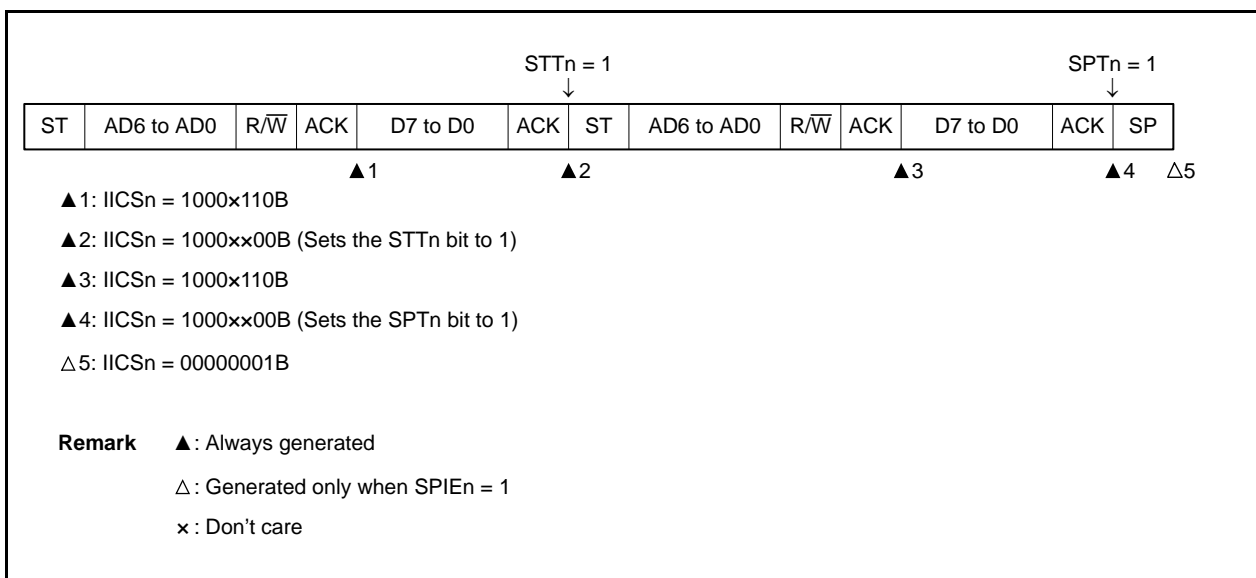 STTn = 1 SPTn = 1
↓ ↓
ST AD6 to AD0 R/W̅ ACK D7 to D0 ACK ST AD6 to AD0 R/W̅ ACK D7 to D0 ACK SP
▲1 ▲2 ▲3 ▲4 △5
▲1: IICSn = 1000×110B
▲2: IICSn = 1000××00B (Sets the STTn bit to 1)
▲3: IICSn = 1000×110B
▲4: IICSn = 1000××00B (Sets the SPTn bit to 1)
△5: IICSn = 00000001B
Remark ▲: Always generated
△: Generated only when SPIEn = 1
×: Don't care